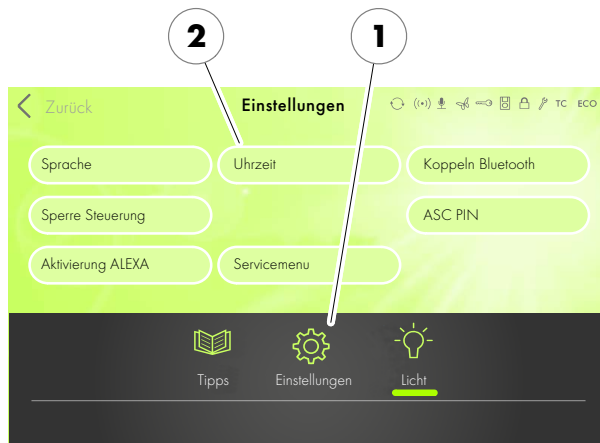 2 1
Zurück Einstellungen TC ECO
Sprache Uhrzeit Koppeln Bluetooth
Sperre Steuerung ASC PIN
Aktivierung ALEXA Servicemenu
Tipps Einstellungen Licht